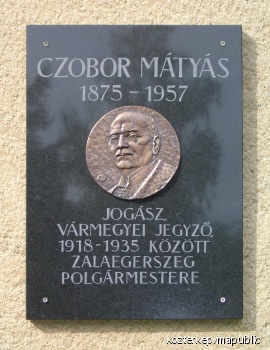 CZOBOR MÁTYÁS
1875 – 1957
JOGÁSZ,
VÁRMEGYEI JEGYZŐ,
1918-1935 KÖZÖTT
ZALAEGERSZEG
POLGÁRMESTERE
kozterkep/mapublic